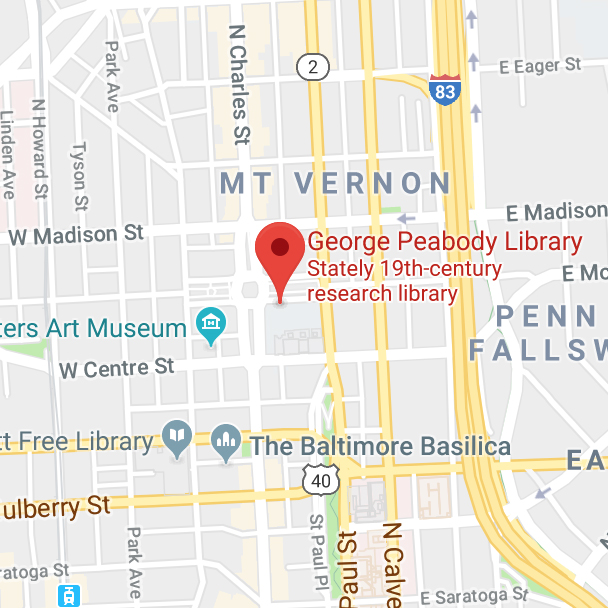 N Charles St
Park Ave
2
E Eager St
83
N Howard St
Linden Ave
Tyson St
MT VERNON
W Madison St
E Madison
George Peabody Library
Stately 19th-century
research library
E Mo
PENN
FALLSW
ters Art Museum
W Centre St
tt Free Library
The Baltimore Basilica
EA
40
ulberry St
St Paul Pl
Paul St
N Calve
Park Ave
ratoga St
E Saratoga St